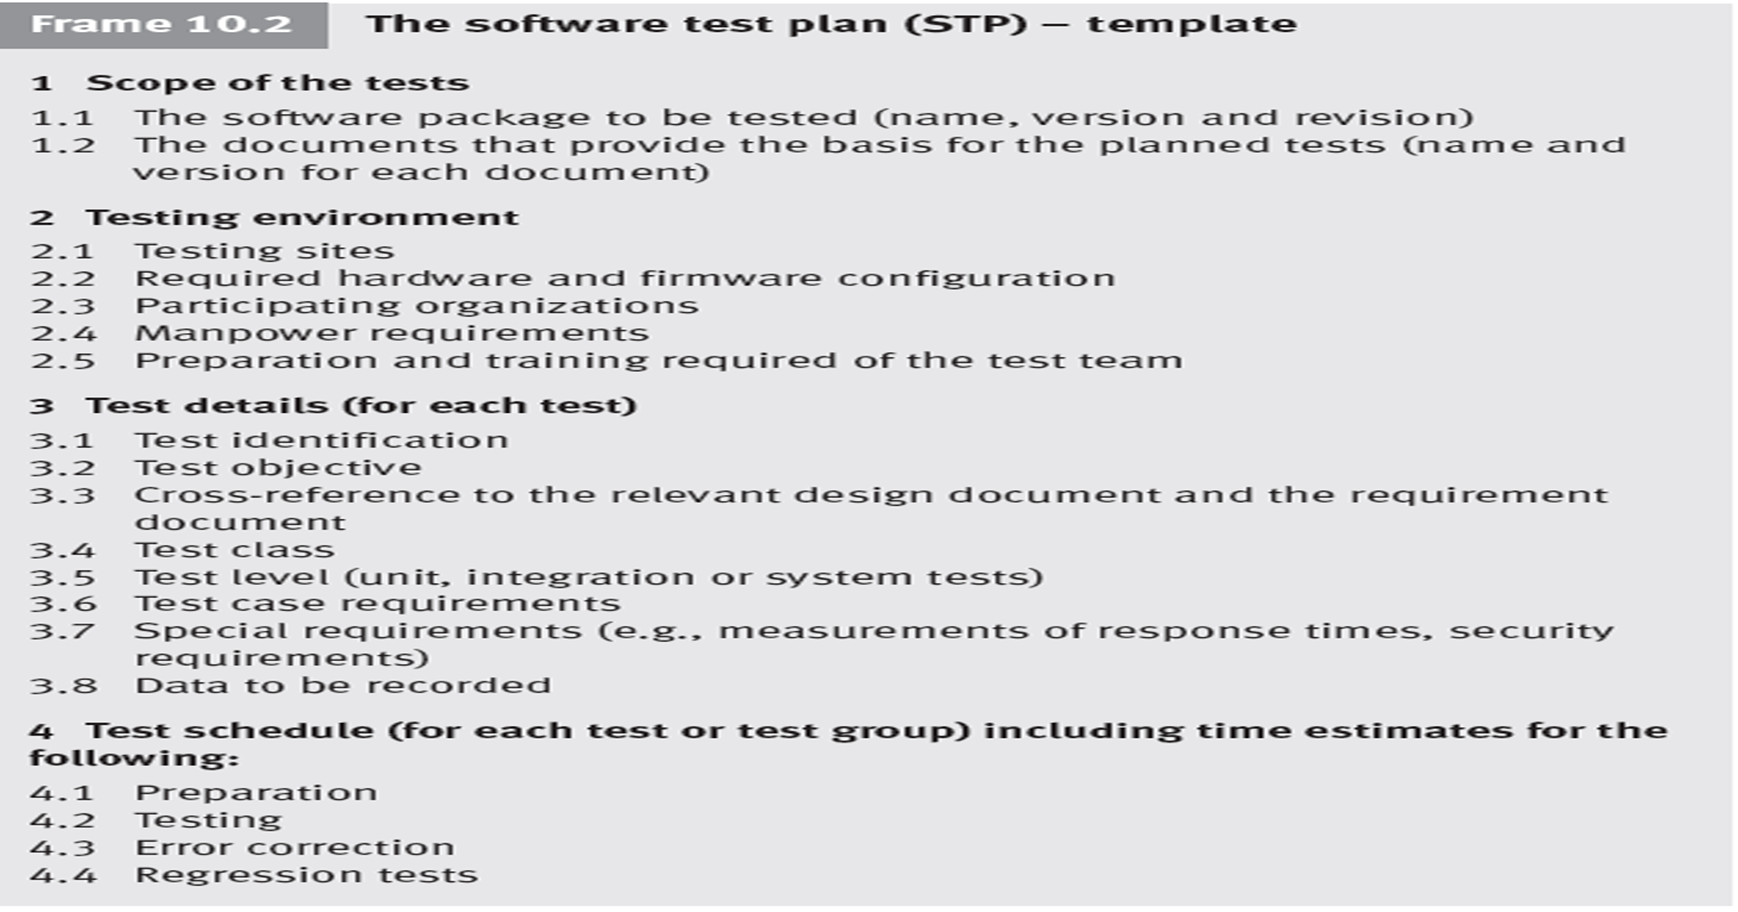 Frame 10.2 The software test plan (STP) – template
1 Scope of the tests
1.1 The software package to be tested (name, version and revision)
1.2 The documents that provide the basis for the planned tests (name and
version for each document)
2 Testing environment
2.1 Testing sites
2.2 Required hardware and firmware configuration
2.3 Participating organizations
2.4 Manpower requirements
2.5 Preparation and training required of the test team
3 Test details (for each test)
3.1 Test identification
3.2 Test objective
3.3 Cross-reference to the relevant design document and the requirement
document
3.4 Test class
3.5 Test level (unit, integration or system tests)
3.6 Test case requirements
3.7 Special requirements (e.g., measurements of response times, security
requirements)
3.8 Data to be recorded
4 Test schedule (for each test or test group) including time estimates for the
following:
4.1 Preparation
4.2 Testing
4.3 Error correction
4.4 Regression tests